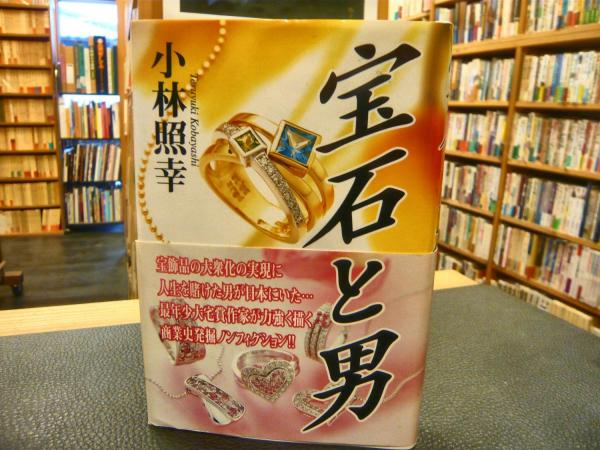 宝石と男
小林照幸
Teruyuki Kobayashi
宝飾品の大衆化の実現に
人生を賭けた男が日本にいた…
最年少大宅賞作家が力強く描く
商業史発掘ノンフィクション!!